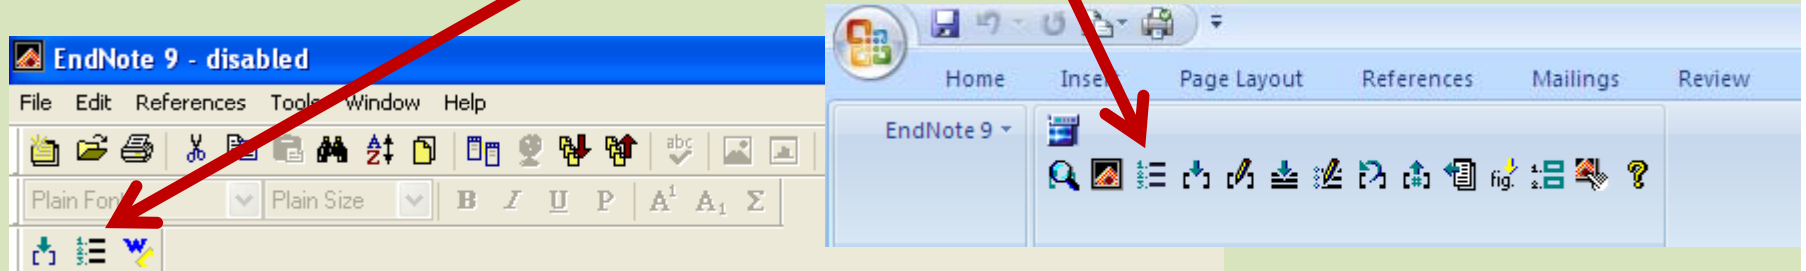 EndNote 9 - disabled
File Edit References Tools Window Help
abc
Plain Font Plain Size B I U P A¹ A₁ Σ
Home Insert Page Layout References Mailings Review
EndNote 9
fig.
?